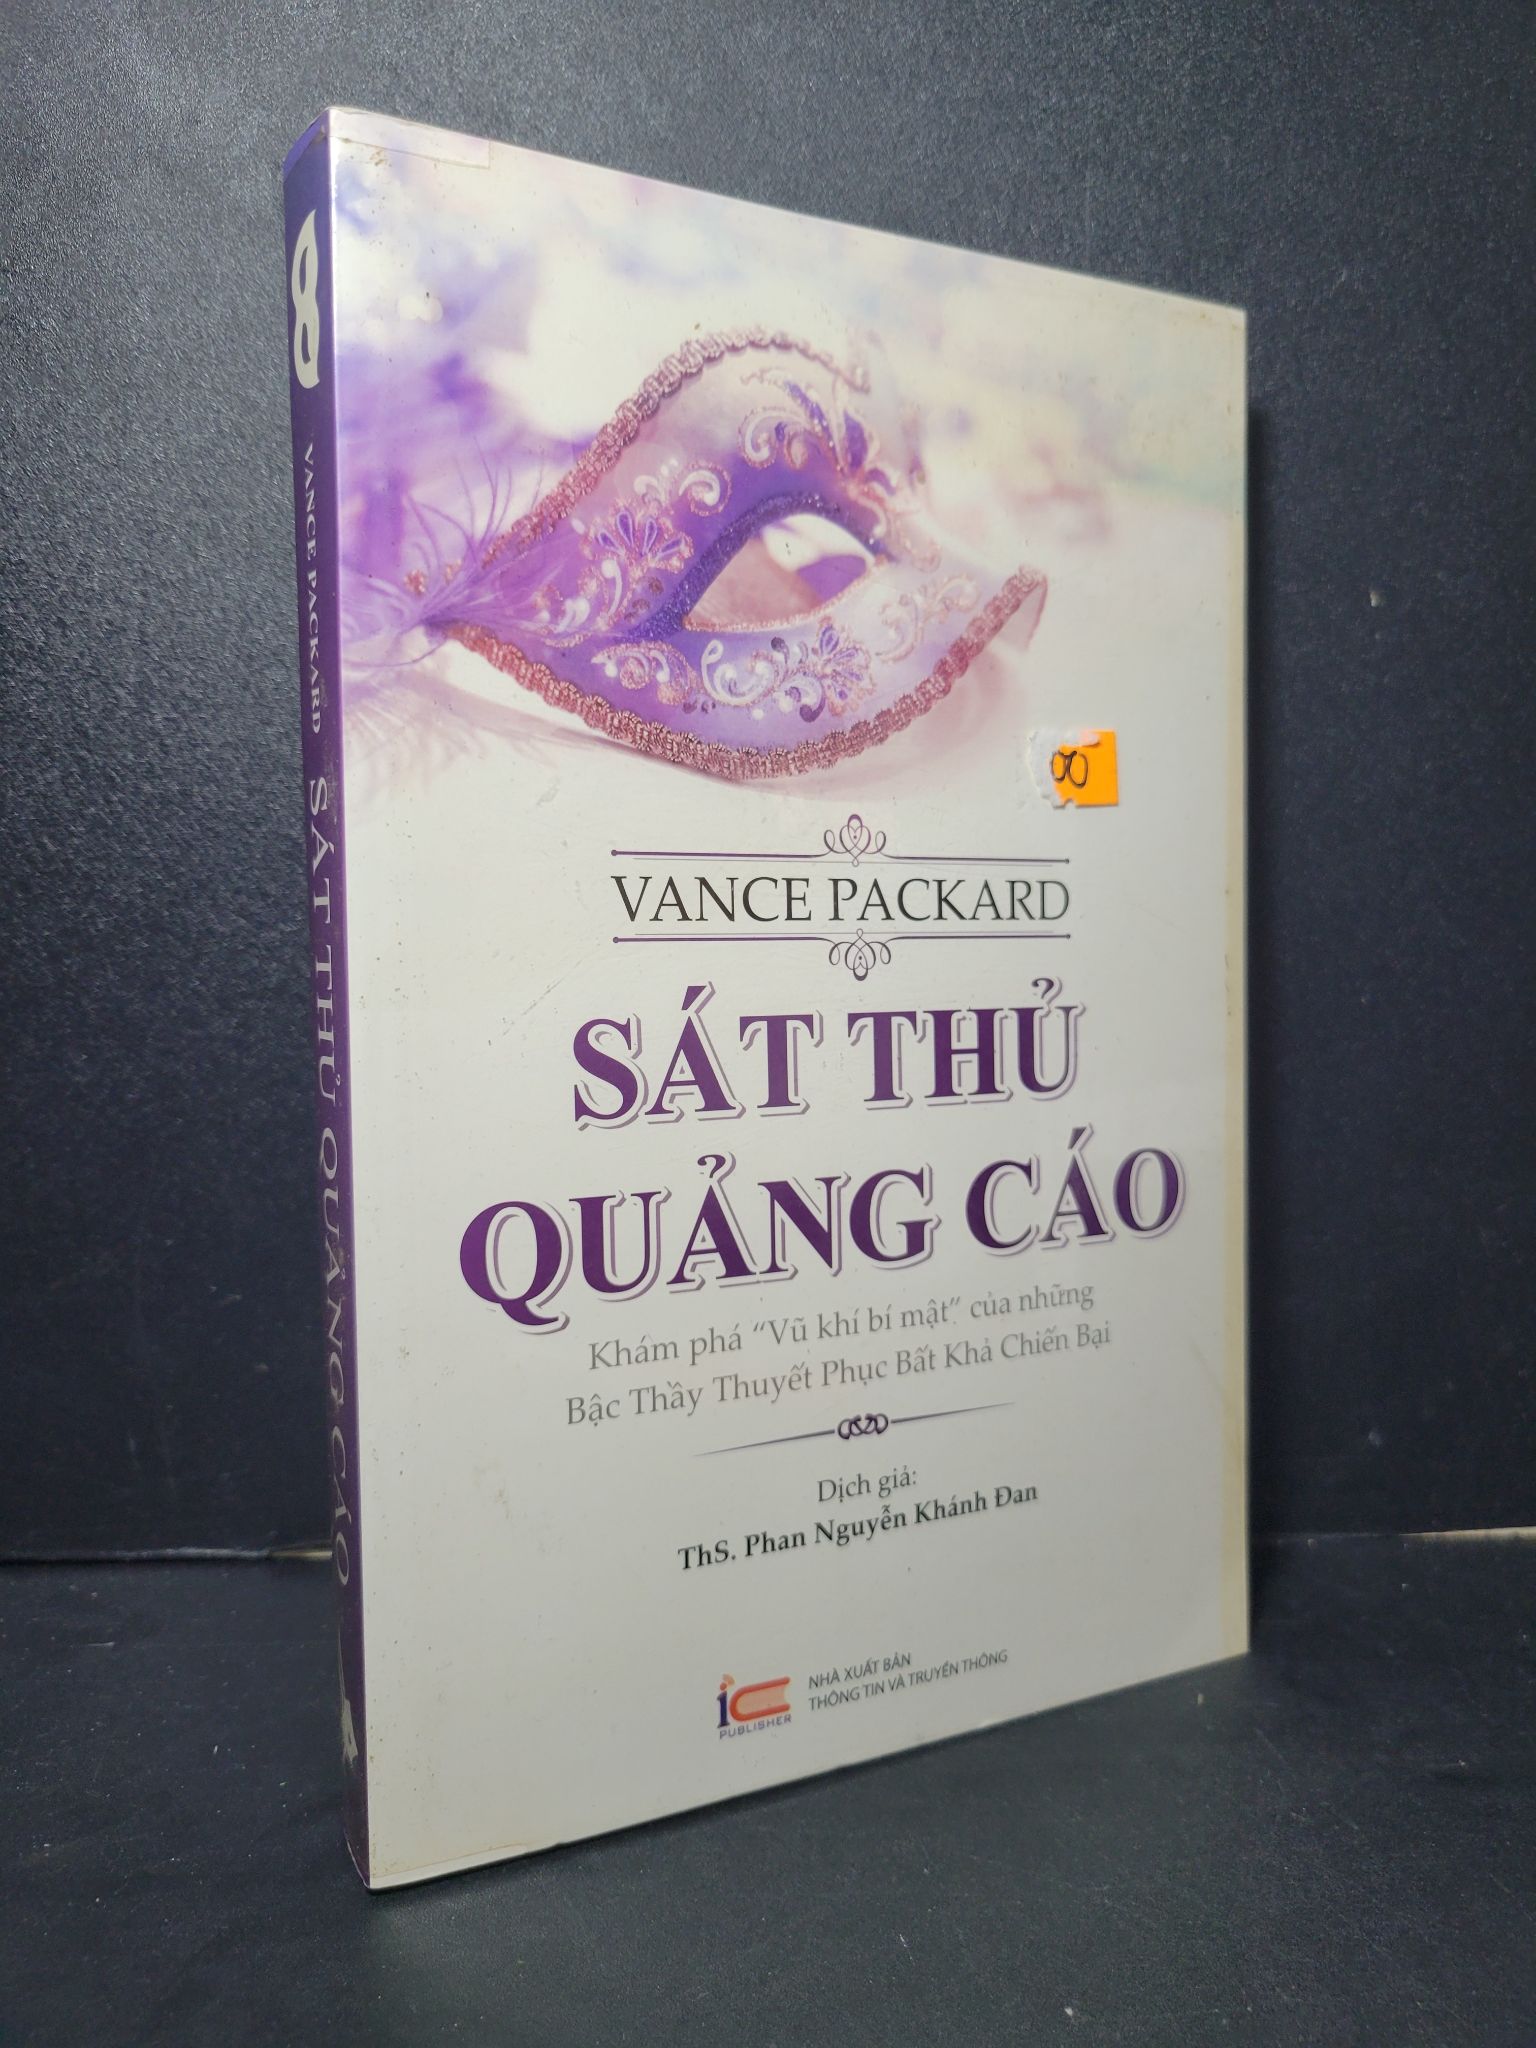 VANCE PACKARD SÁT THỦ QUẢNG CÁO
00
VANCE PACKARD
SÁT THỦ
QUẢNG CÁO
Khám phá “Vũ khí bí mật” của những
Bậc Thầy Thuyết Phục Bất Khả Chiến Bại
Dịch giả:
ThS. Phan Nguyễn Khánh Đan
ic
PUBLISHER
NHÀ XUẤT BẢN
THÔNG TIN VÀ TRUYỀN THÔNG